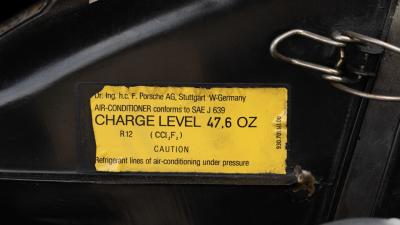 Dr. Ing. h.c. F. Porsche AG, Stuttgart W-Germany
AIR-CONDITIONER conforms to SAE J 639
CHARGE LEVEL 47,6 OZ
R12 (CCl₂F₂)
CAUTION
Refrigerant lines of air-conditioning under pressure